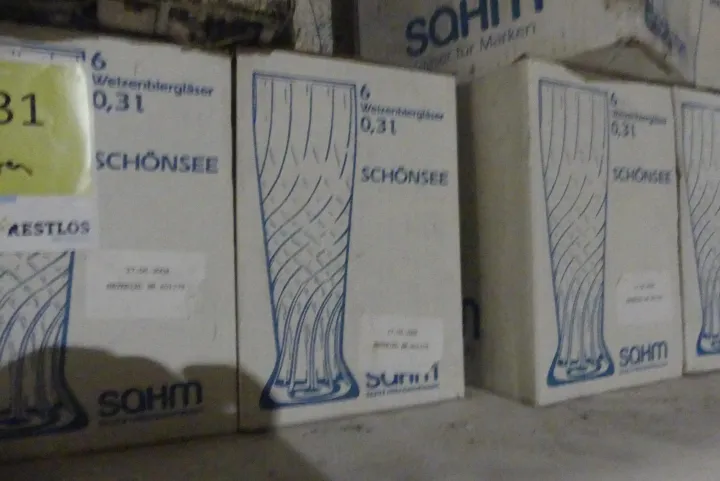 SAHM
für Marken
31
RESTLOS
6
Weizenbiergläser
0,3l
SCHÖNSEE
SAHM
6
Weizenbiergläser
0,3l
SCHÖNSEE
SAHM
6
Weizenbiergläser
0,3l
SCHÖNSEE
SAHM